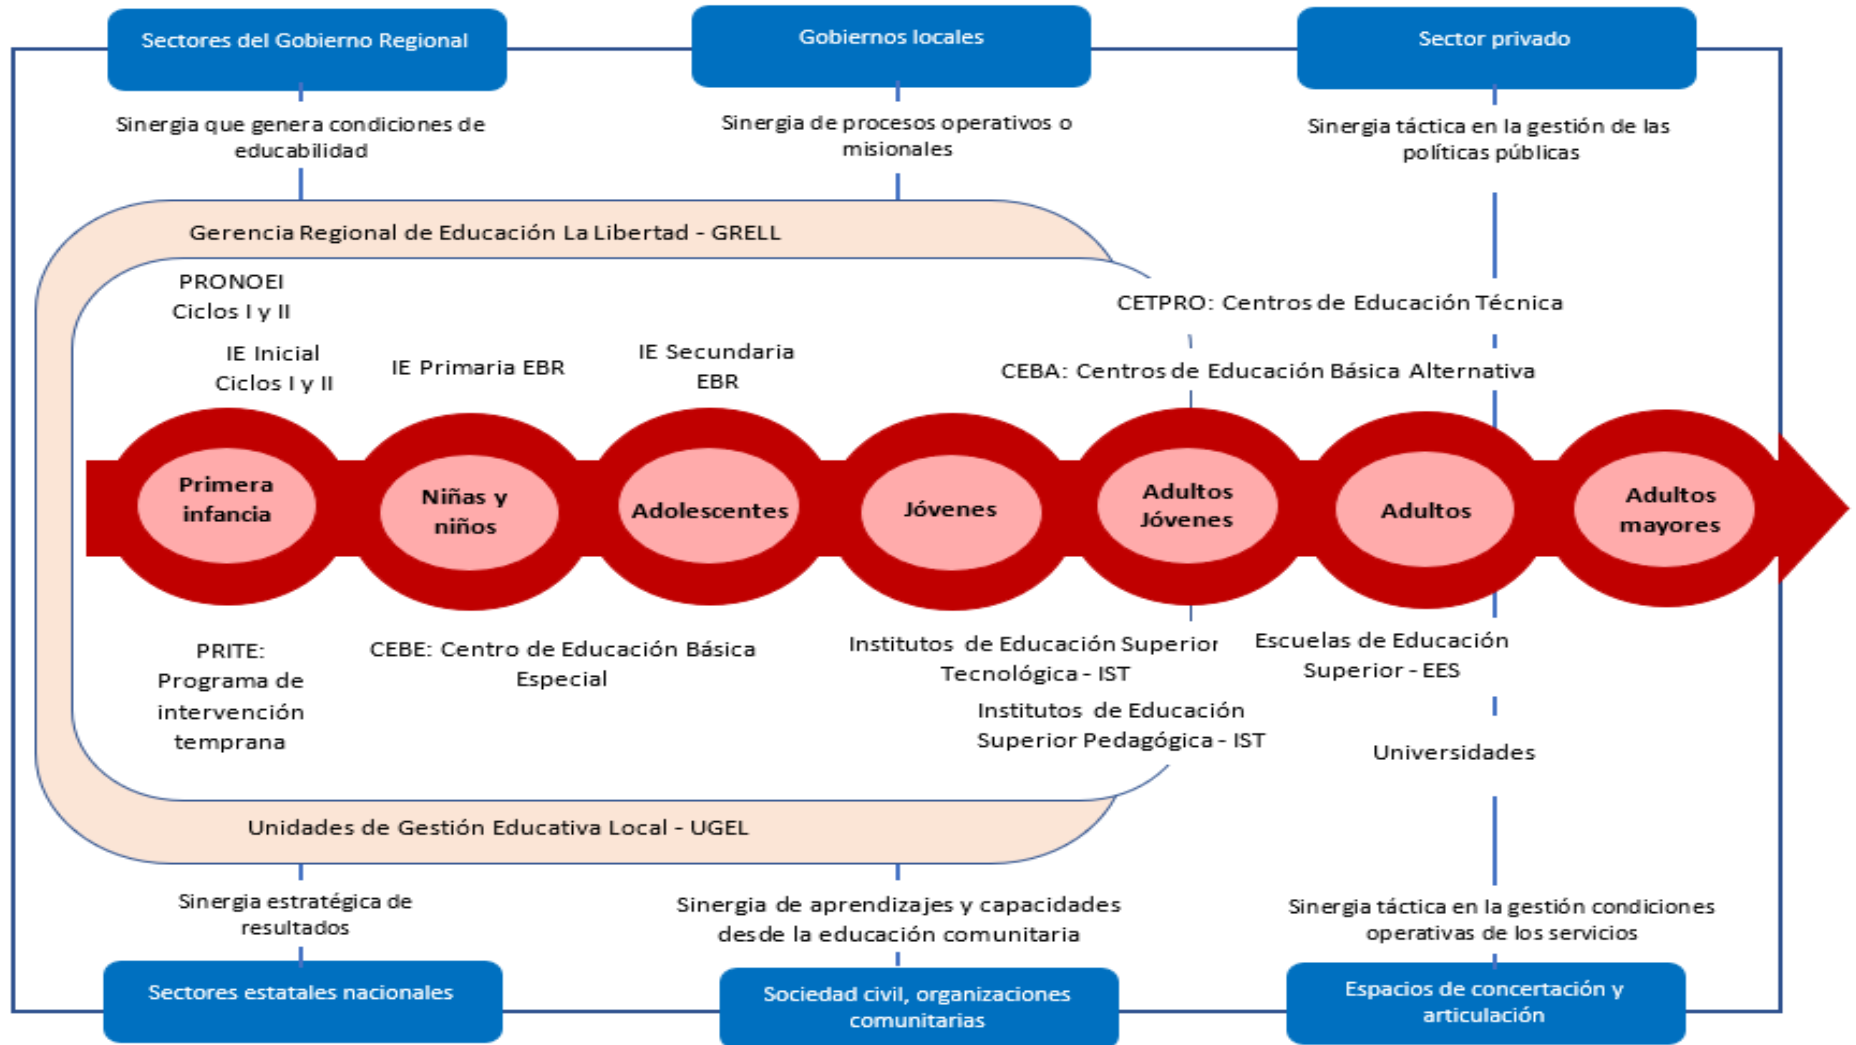 Sectores del Gobierno Regional
Gobiernos locales
Sector privado
Sinergia que genera condiciones de
educabilidad
Sinergia de procesos operativos o
misionales
Sinergia táctica en la gestión de las
políticas públicas
Gerencia Regional de Educación La Libertad - GRELL
PRONOEI
Ciclos I y II
IE Inicial
Ciclos I y II
IE Primaria EBR
IE Secundaria
EBR
CETPRO: Centros de Educación Técnica
CEBA: Centros de Educación Básica Alternativa
Primera
infancia
Niñas y
niños
Adolescentes
Jóvenes
Adultos
Jóvenes
Adultos
Adultos
mayores
PRITE:
Programa de
intervención
temprana
CEBE: Centro de Educación Básica
Especial
Institutos de Educación Superior
Tecnológica - IST
Institutos de Educación
Superior Pedagógica - IST
Escuelas de Educación
Superior - EES
Universidades
Unidades de Gestión Educativa Local - UGEL
Sinergia estratégica de
resultados
Sinergia de aprendizajes y capacidades
desde la educación comunitaria
Sinergia táctica en la gestión condiciones
operativas de los servicios
Sectores estatales nacionales
Sociedad civil, organizaciones
comunitarias
Espacios de concertación y
articulación